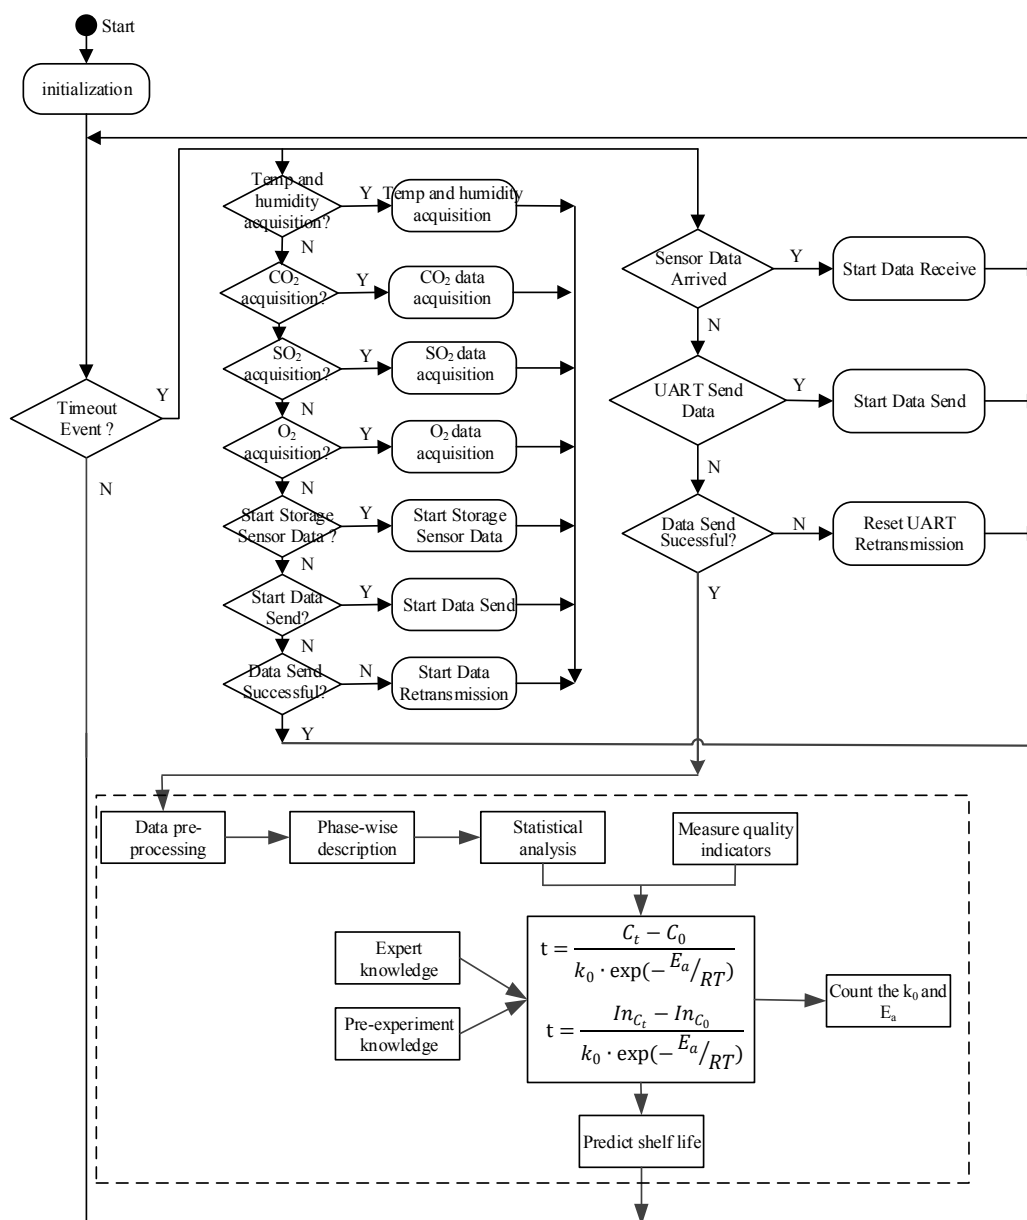 Start
initialization
Timeout
Event ?
Y
N
Temp and
humidity
acquisition?
Y
Temp and humidity
acquisition
N
CO₂
acquisition?
Y
CO₂ data
acquisition
SO₂
acquisition?
Y
SO₂ data
acquisition
N
O₂
acquisition?
Y
O₂ data
acquisition
N
Start Storage
Sensor Data ?
Y
Start Storage
Sensor Data
N
Start Data
Send?
Y
Start Data Send
N
Data Send
Successful?
N
Start Data
Retransmission
Y
Sensor Data
Arrived
Y
Start Data Receive
N
UART Send
Data
Y
Start Data Send
N
Data Send
Sucessful?
N
Reset UART
Retransmission
Y
Data pre-
processing
Phase-wise
description
Statistical
analysis
Measure quality
indicators
Expert
knowledge
Pre-experiment
knowledge
t = (C_t − C_0) / (k_0 · exp(− E_a/RT))
t = (In_{C_t} − In_{C_0}) / (k_0 · exp(− E_a/RT))
Count the k₀ and
Eₐ
Predict shelf life